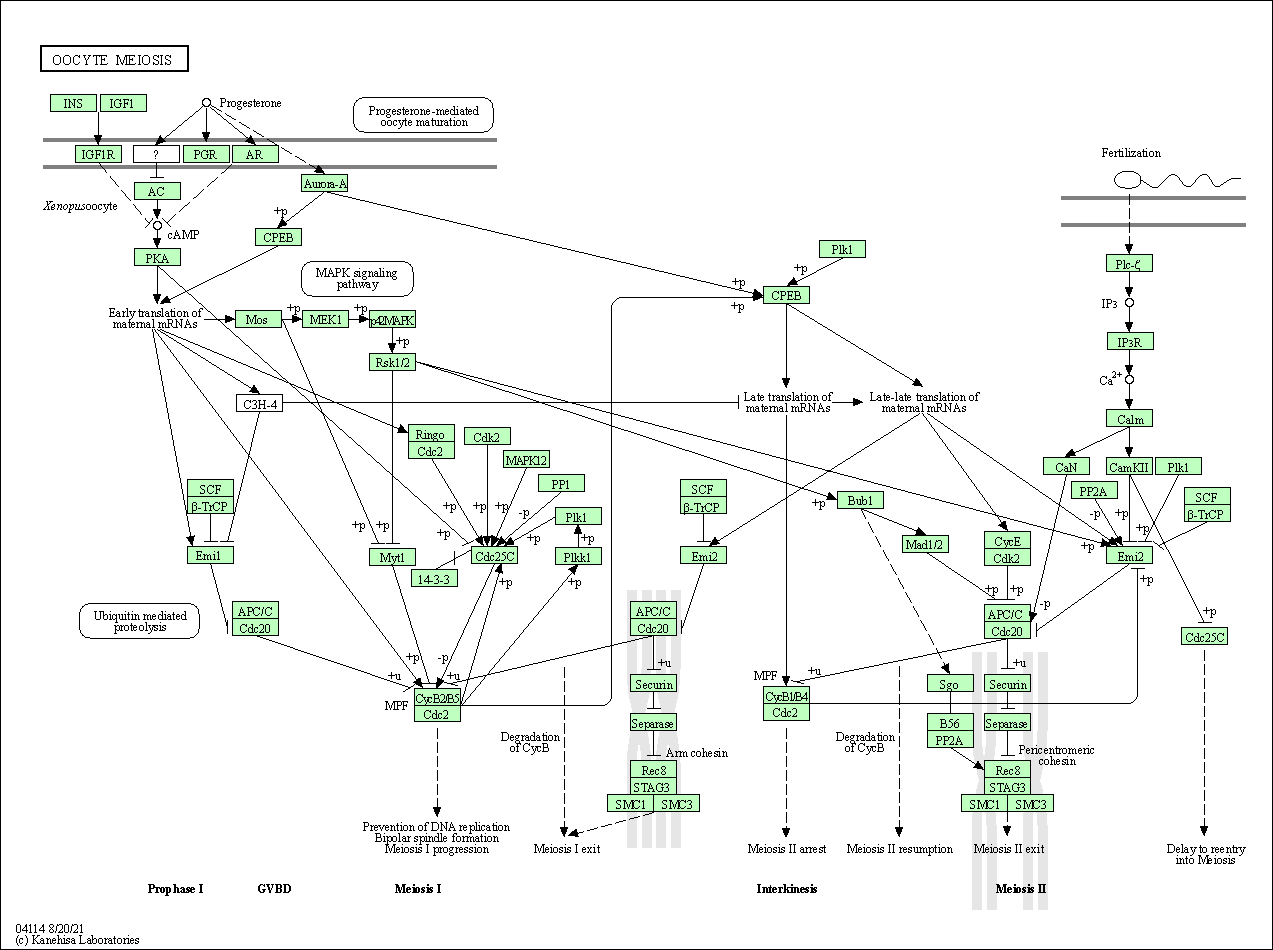 OOCYTE MEIOSIS
INS
IGF1
Progesterone
Progesterone-mediated
oocyte maturation
IGF1R
?
PGR
AR
Fertilization
Aurora-A
AC
Xenopus oocyte
+p
cAMP
CPEB
PKA
Plk1
Plc-ζ
MAPK signaling
pathway
+p
+p
CPEB
+p
IP3
Early translation of
maternal mRNAs
Mos
+p
MEK1
+p
p42MAPK
+p
Rsk1/2
IP3R
Ca2+
C3H-4
Late translation of
maternal mRNAs
Late-late translation of
maternal mRNAs
Calm
Ringo
Cdc2
Cdk2
MAPK12
PP1
CaN
CamKII
Plk1
SCF
β-TrCP
SCF
β-TrCP
PP2A
SCF
β-TrCP
Bub1
+p
Plk1
+p
+p
+p
+p
+p
-p
+p
+p
+p
-p
+p
+p
+p
Emi1
Myt1
Cdc25C
Plkk1
Emi2
Mad1/2
CycE
Cdk2
Emi2
14-3-3
+p
+p
+p
+p
+p
-p
+p
Ubiquitin mediated
proteolysis
APC/C
Cdc20
APC/C
Cdc20
APC/C
Cdc20
Cdc25C
+p
-p
+u
+u
+u
+u
+u
MPF
CycB2/B5
Cdc2
Securin
MPF
CycB1/B4
Cdc2
Sgo
Securin
Separase
B56
PP2A
Separase
Degradation
of CycB
Arm cohesin
Degradation
of CycB
Pericentromeric
cohesin
Rec8
STAG3
SMC1
SMC3
Rec8
STAG3
SMC1
SMC3
Prevention of DNA replication
Bipolar spindle formation
Meiosis I progression
Meiosis I exit
Meiosis II arrest
Meiosis II resumption
Meiosis II exit
Delay to reentry
into Meiosis
Prophase I
GVBD
Meiosis I
Interkinesis
Meiosis II
04114 8/20/21
(c) Kanehisa Laboratories